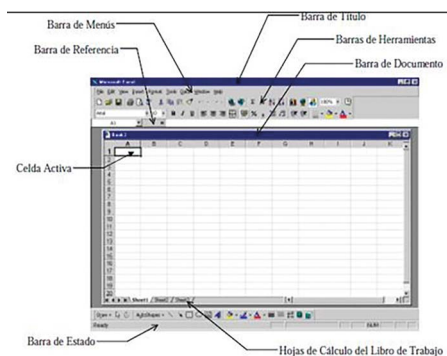 Barra de Título
Barra de Menús
Barra de Referencia
Barras de Herramientas
Barra de Documento
Microsoft Excel
File Edit View Insert Format Tools Data Window Help
Arial
100%
A1
Book2
A B C D E F G H I J K
1
2
3
4
5
6
7
8
9
10
11
12
13
14
15
16
17
18
19
20
Celda Activa
Sheet1 Sheet2 Sheet3
Draw AutoShapes
Ready
NUM
Barra de Estado
Hojas de Cálculo del Libro de Trabajo